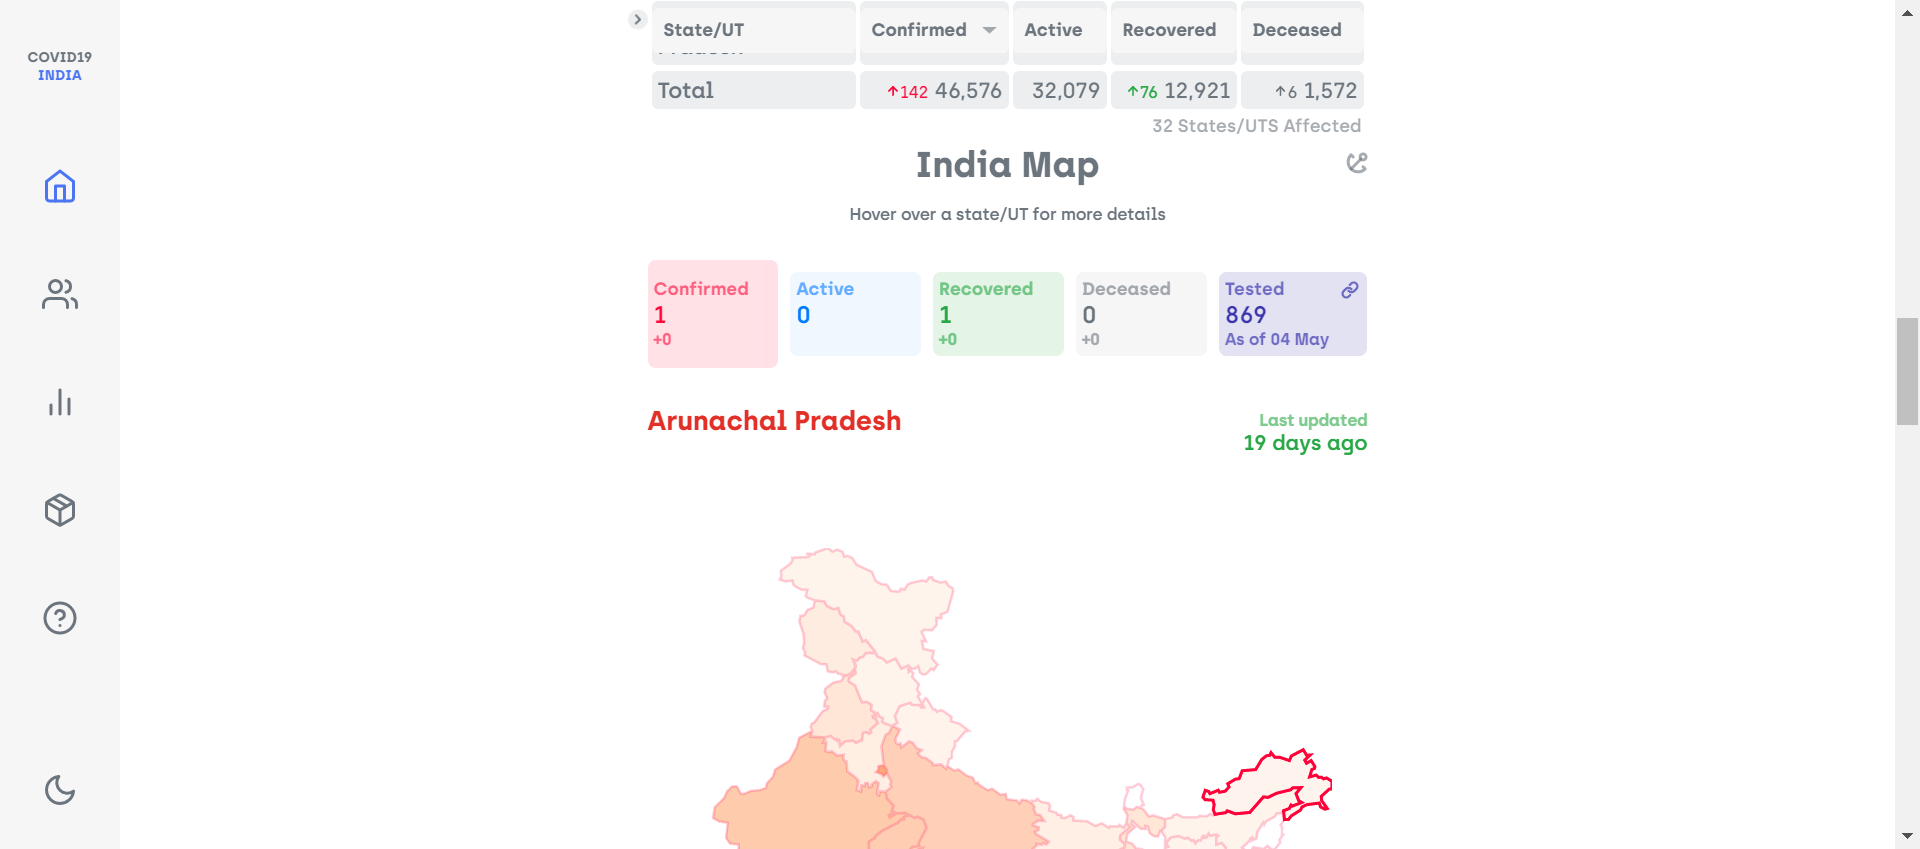 COVID19
INDIA
State/UT Confirmed Active Recovered Deceased
Total 142 46,576 32,079 76 12,921 6 1,572
32 States/UTS Affected
India Map
Hover over a state/UT for more details
Confirmed Active Recovered Deceased Tested
1 0 1 0 869
+0 +0 +0 As of 04 May
Arunachal Pradesh
Last updated
19 days ago